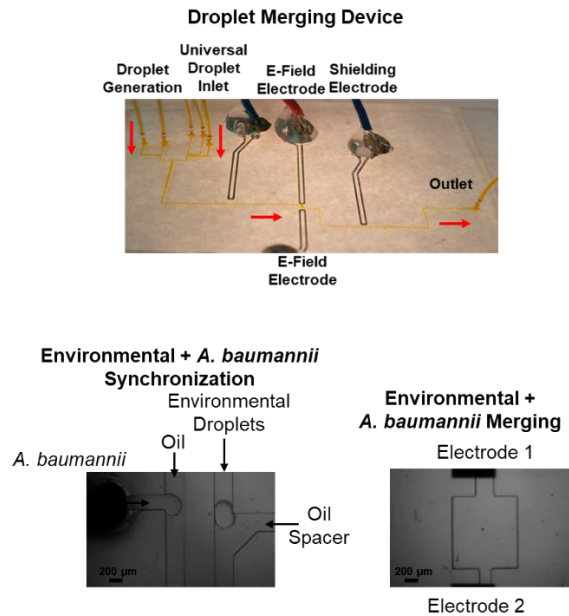 Droplet Merging Device
Droplet
Generation
Universal
Droplet
Inlet
E-Field
Electrode
Shielding
Electrode
Outlet
E-Field
Electrode
Environmental + A. baumannii
Synchronization
Environmental
Droplets
Oil
A. baumannii
Oil
Spacer
200 μm
Environmental +
A. baumannii Merging
Electrode 1
200 μm
Electrode 2